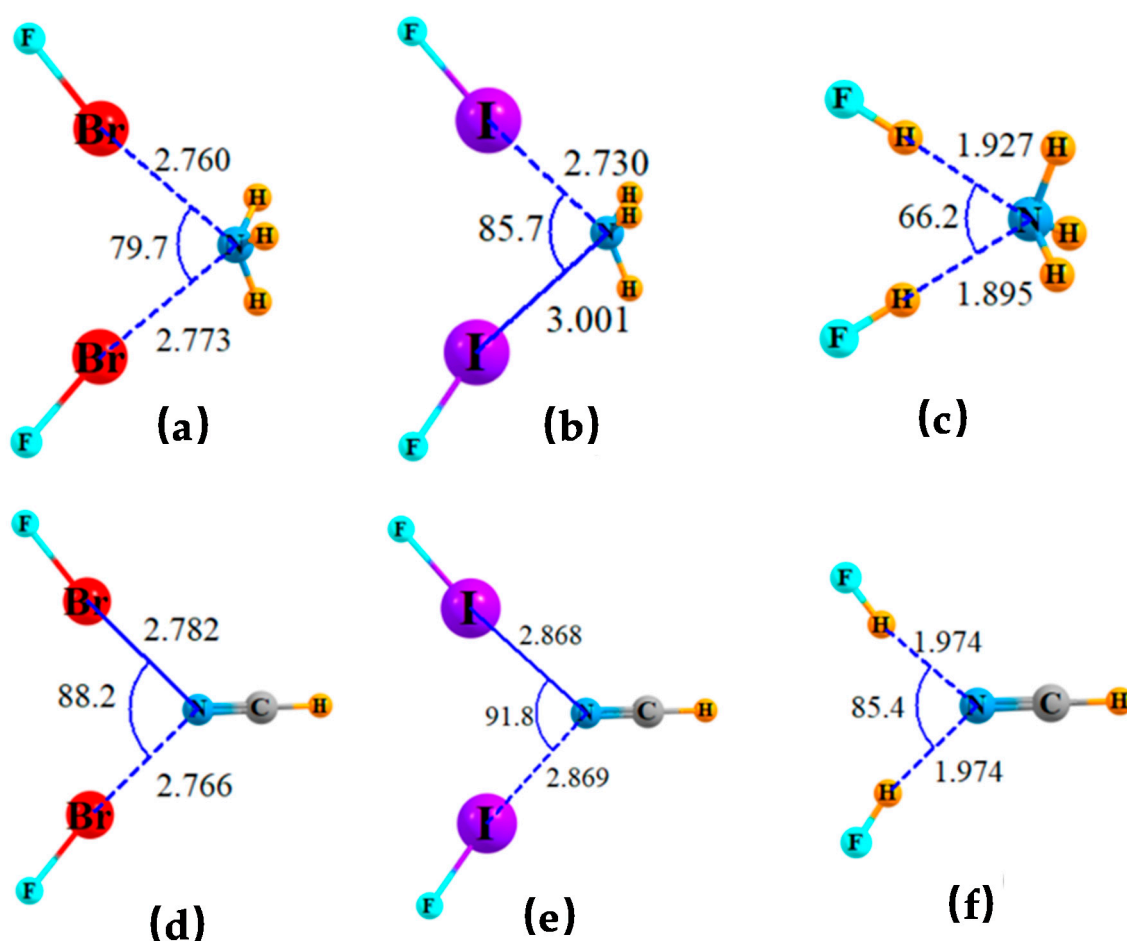 F
Br
2.760
79.7
H
H
N
H
2.773
Br
F
(a)
F
I
2.730
85.7
H
H
N
H
3.001
I
F
(b)
F
H
1.927
H
66.2
N
H
H
H
1.895
F
(c)
F
Br
2.782
88.2
N C H
2.766
Br
F
(d)
F
I
2.868
91.8
N C H
2.869
I
F
(e)
F
H
1.974
85.4
N C H
1.974
H
F
(f)